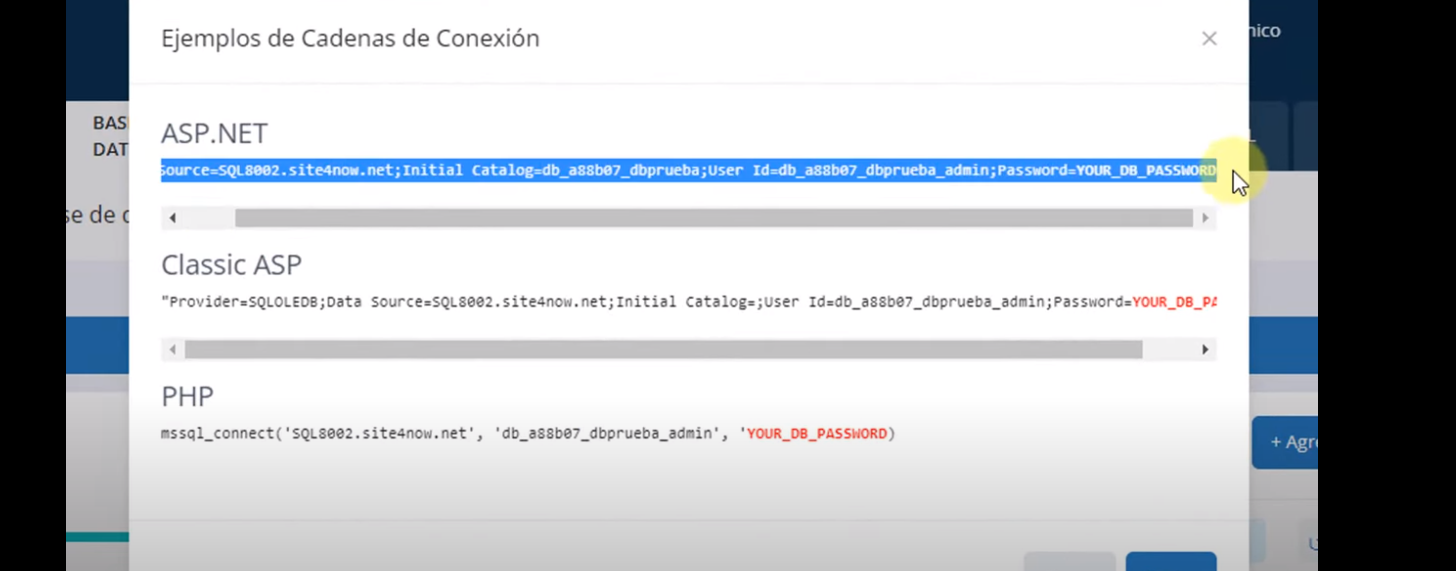 Ejemplos de Cadenas de Conexión
nico
BAS
DAT
ASP.NET
Source=SQL8002.site4now.net;Initial Catalog=db_a88b07_dbprueba;User Id=db_a88b07_dbprueba_admin;Password=YOUR_DB_PASSWORD
se de
Classic ASP
"Provider=SQLOLEDB;Data Source=SQL8002.site4now.net;Initial Catalog=;User Id=db_a88b07_dbprueba_admin;Password=YOUR_DB_PA
PHP
mssql_connect('SQL8002.site4now.net', 'db_a88b07_dbprueba_admin', 'YOUR_DB_PASSWORD)
+ Agre